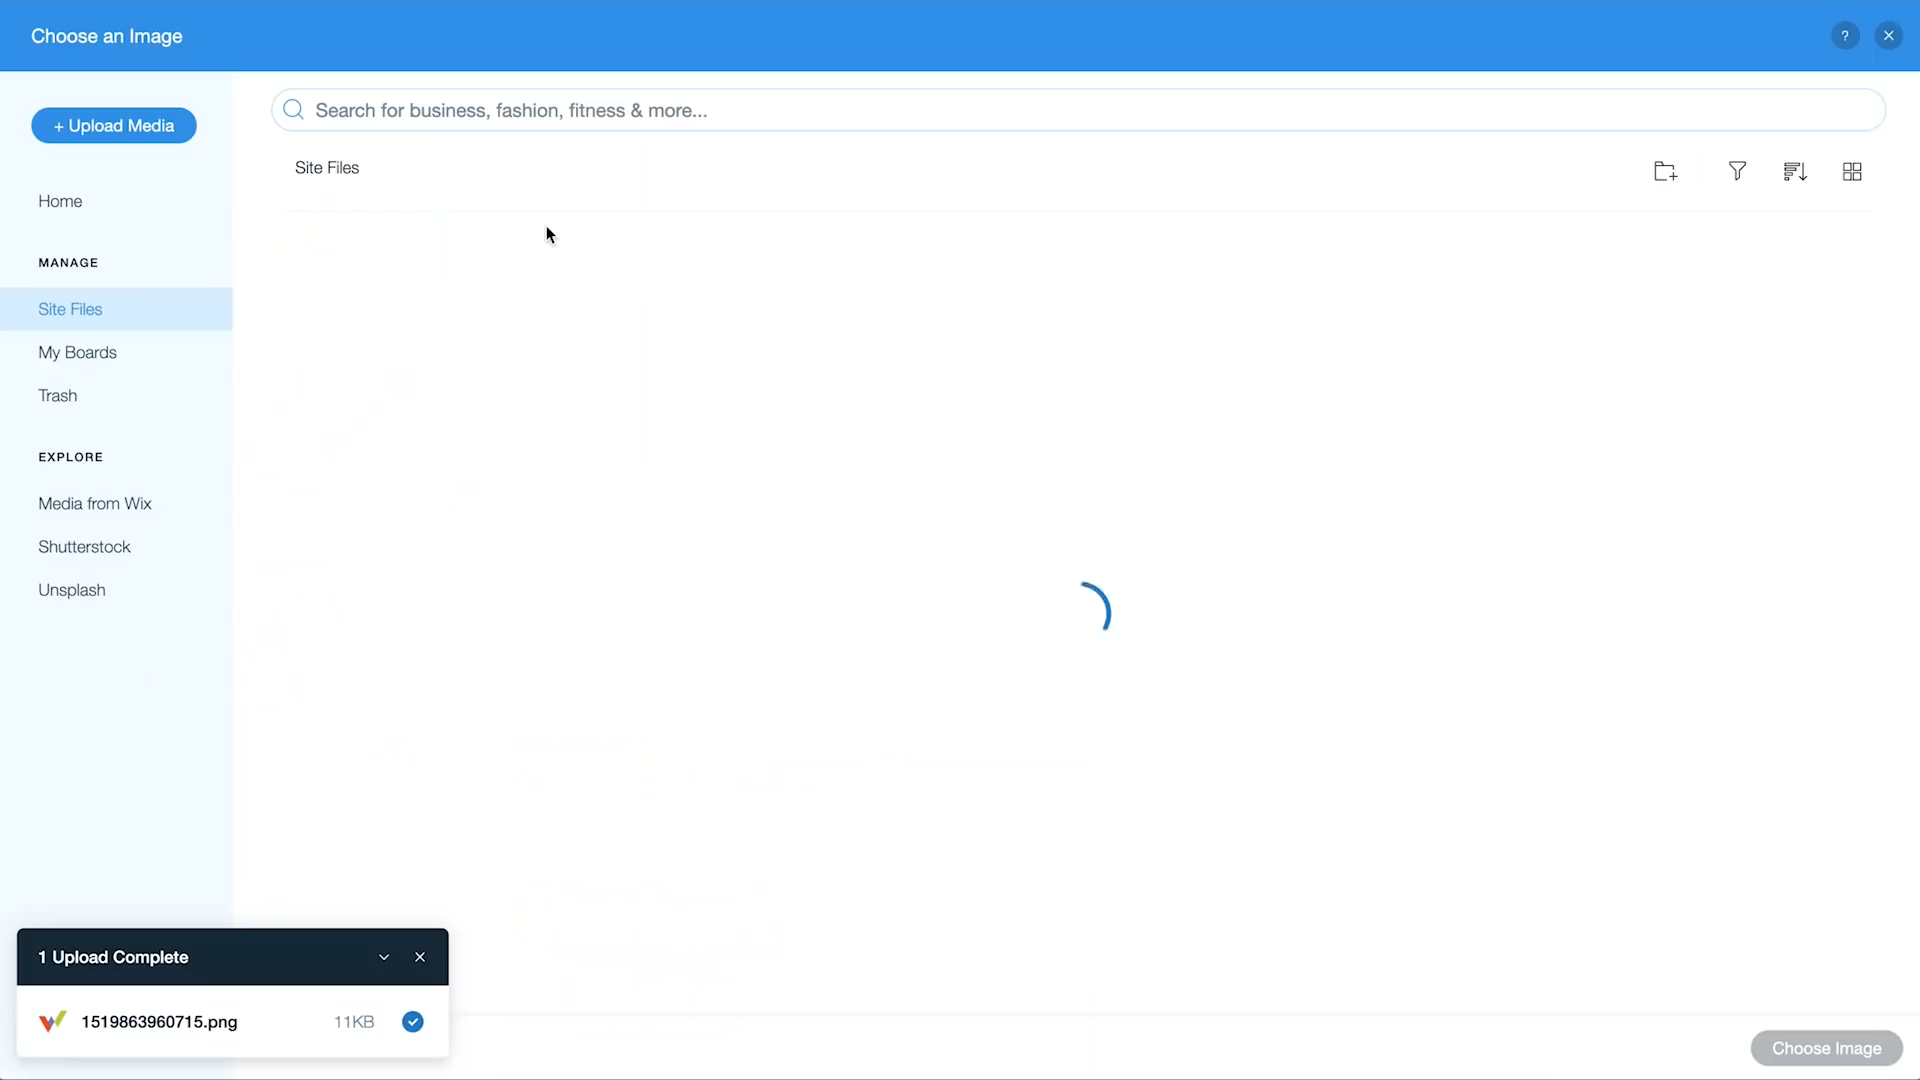 Choose an Image
?
+ Upload Media
Search for business, fashion, fitness & more...
Site Files
Home
MANAGE
Site Files
My Boards
Trash
EXPLORE
Media from Wix
Shutterstock
Unsplash
1 Upload Complete
1519863960715.png 11KB
Choose Image